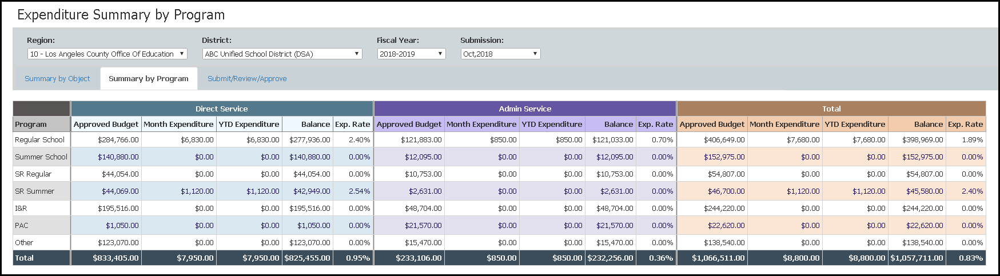 Expenditure Summary by Program
Region: District: Fiscal Year: Submission:
10 - Los Angeles County Office Of Education ABC Unified School District (DSA) 2018-2019 Oct,2018
Summary by Object Summary by Program Submit/Review/Approve
Direct Service Admin Service Total
Program Approved Budget Month Expenditure YTD Expenditure Balance Exp. Rate Approved Budget Month Expenditure YTD Expenditure Balance Exp. Rate Approved Budget Month Expenditure YTD Expenditure Balance Exp. Rate
Regular School $284,766.00 $6,830.00 $6,830.00 $277,936.00 2.40% $121,883.00 $850.00 $850.00 $121,033.00 0.70% $406,649.00 $7,680.00 $7,680.00 $398,969.00 1.89%
Summer School $140,880.00 $0.00 $0.00 $140,880.00 0.00% $12,095.00 $0.00 $0.00 $12,095.00 0.00% $152,975.00 $0.00 $0.00 $152,975.00 0.00%
SR Regular $44,054.00 $0.00 $0.00 $44,054.00 0.00% $10,753.00 $0.00 $0.00 $10,753.00 0.00% $54,807.00 $0.00 $0.00 $54,807.00 0.00%
SR Summer $44,069.00 $1,120.00 $1,120.00 $42,949.00 2.54% $2,631.00 $0.00 $0.00 $2,631.00 0.00% $46,700.00 $1,120.00 $1,120.00 $45,580.00 2.40%
I&R $195,516.00 $0.00 $0.00 $195,516.00 0.00% $48,704.00 $0.00 $0.00 $48,704.00 0.00% $244,220.00 $0.00 $0.00 $244,220.00 0.00%
PAC $1,050.00 $0.00 $0.00 $1,050.00 0.00% $21,570.00 $0.00 $0.00 $21,570.00 0.00% $22,620.00 $0.00 $0.00 $22,620.00 0.00%
Other $123,070.00 $0.00 $0.00 $123,070.00 0.00% $15,470.00 $0.00 $0.00 $15,470.00 0.00% $138,540.00 $0.00 $0.00 $138,540.00 0.00%
Total $833,405.00 $7,950.00 $7,950.00 $825,455.00 0.95% $233,106.00 $850.00 $850.00 $232,256.00 0.36% $1,066,511.00 $8,800.00 $8,800.00 $1,057,711.00 0.83%